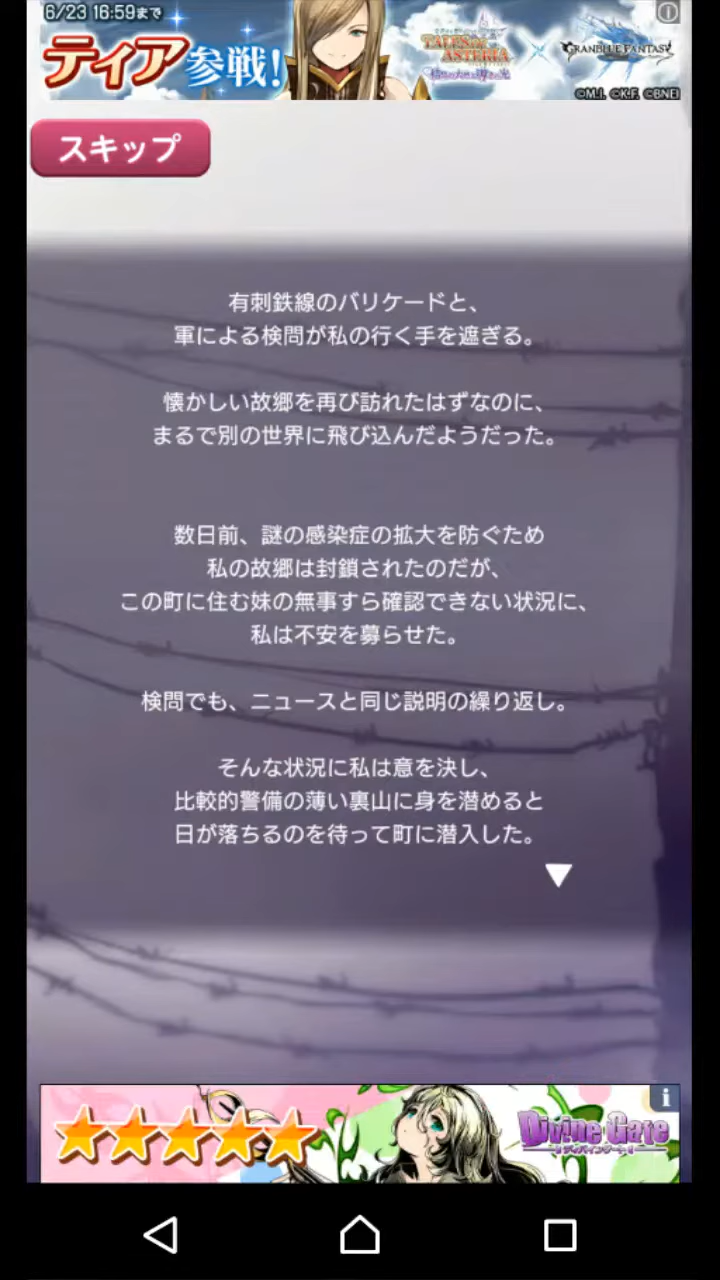 6/23 16:59まで
ティア参戦!
TALES OF ASTERIA
GRANBLUE FANTASY
©M.I. ©K.F. ©BNEI
スキップ
有刺鉄線のバリケードと、
軍による検問が私の行く手を遮ぎる。
懐かしい故郷を再び訪れたはずなのに、
まるで別の世界に飛び込んだようだった。
数日前、謎の感染症の拡大を防ぐため
私の故郷は封鎖されたのだが、
この町に住む妹の無事すら確認できない状況に、
私は不安を募らせた。
検問でも、ニュースと同じ説明の繰り返し。
そんな状況に私は意を決し、
比較的警備の薄い裏山に身を潜めると
日が落ちるのを待って町に潜入した。
Divine Gate
ディバインゲート